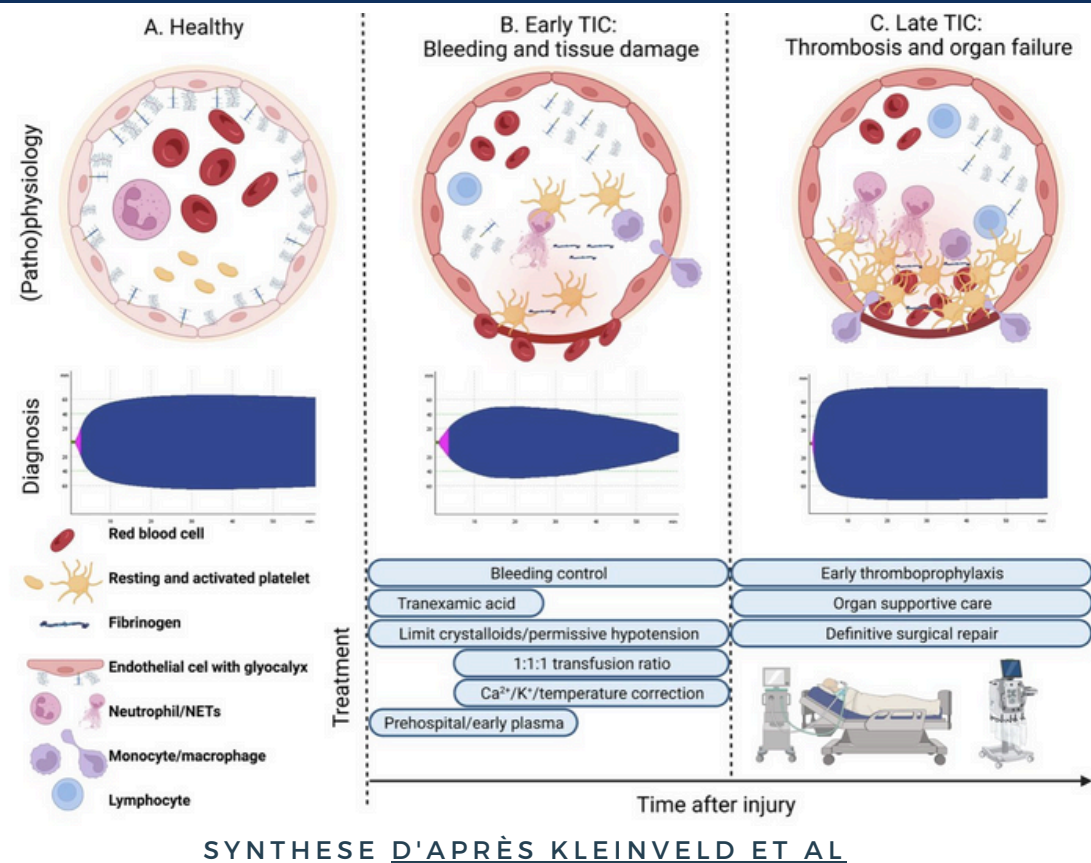 A. Healthy
B. Early TIC:
Bleeding and tissue damage
C. Late TIC:
Thrombosis and organ failure
(Patho)physiology
Diagnosis
Red blood cell
Resting and activated platelet
Fibrinogen
Endothelial cel with glyocalyx
Neutrophil/NETs
Monocyte/macrophage
Lymphocyte
Treatment
Bleeding control
Tranexamic acid
Limit crystalloids/permissive hypotension
1:1:1 transfusion ratio
Ca²⁺/K⁺/temperature correction
Prehospital/early plasma
Early thromboprophylaxis
Organ supportive care
Definitive surgical repair
Time after injury
SYNTHESE D'APRÈS KLEINVELD ET AL